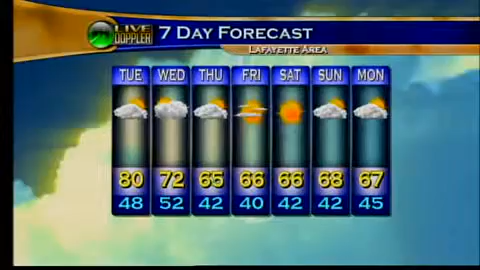 LIVE
DOPPLER
7 DAY FORECAST
LAFAYETTE AREA
TUE WED THU FRI SAT SUN MON
80 72 65 66 66 68 67
48 52 42 40 42 42 45